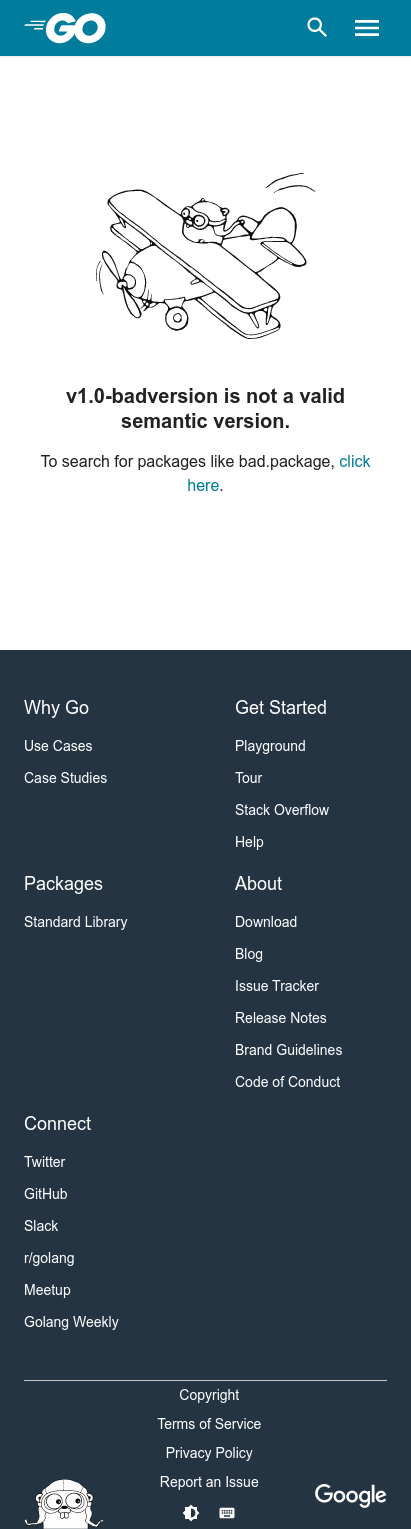 GO
v1.0-badversion is not a valid
semantic version.
To search for packages like bad.package, click
here.
Why Go
Use Cases
Case Studies
Get Started
Playground
Tour
Stack Overflow
Help
Packages
Standard Library
About
Download
Blog
Issue Tracker
Release Notes
Brand Guidelines
Code of Conduct
Connect
Twitter
GitHub
Slack
r/golang
Meetup
Golang Weekly
Copyright
Terms of Service
Privacy Policy
Report an Issue
Google